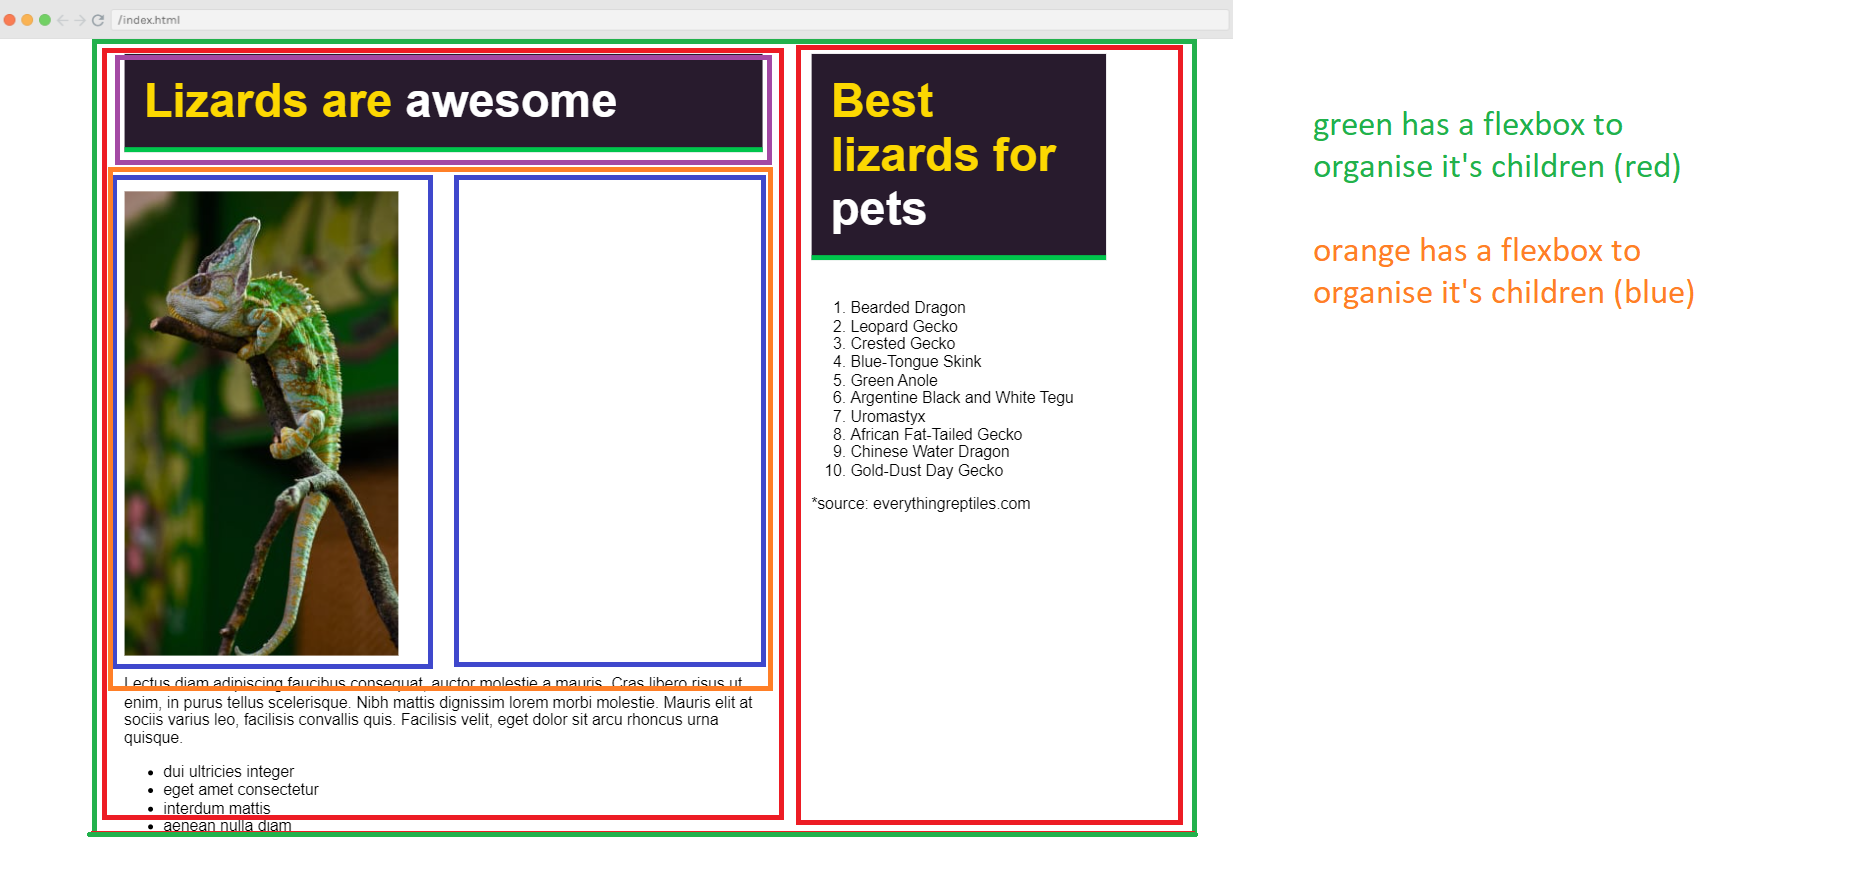 /index.html
Lizards are awesome
Best
lizards for
pets
1. Bearded Dragon
2. Leopard Gecko
3. Crested Gecko
4. Blue-Tongue Skink
5. Green Anole
6. Argentine Black and White Tegu
7. Uromastyx
8. African Fat-Tailed Gecko
9. Chinese Water Dragon
10. Gold-Dust Day Gecko
*source: everythingreptiles.com
Lectus diam adipiscing faucibus consequat, auctor molestie a mauris. Cras libero risus ut
enim, in purus tellus scelerisque. Nibh mattis dignissim lorem morbi molestie. Mauris elit at
sociis varius leo, facilisis convallis quis. Facilisis velit, eget dolor sit arcu rhoncus urna
quisque.
• dui ultricies integer
• eget amet consectetur
• interdum mattis
• aenean nulla diam
green has a flexbox to
organise it's children (red)
orange has a flexbox to
organise it's children (blue)